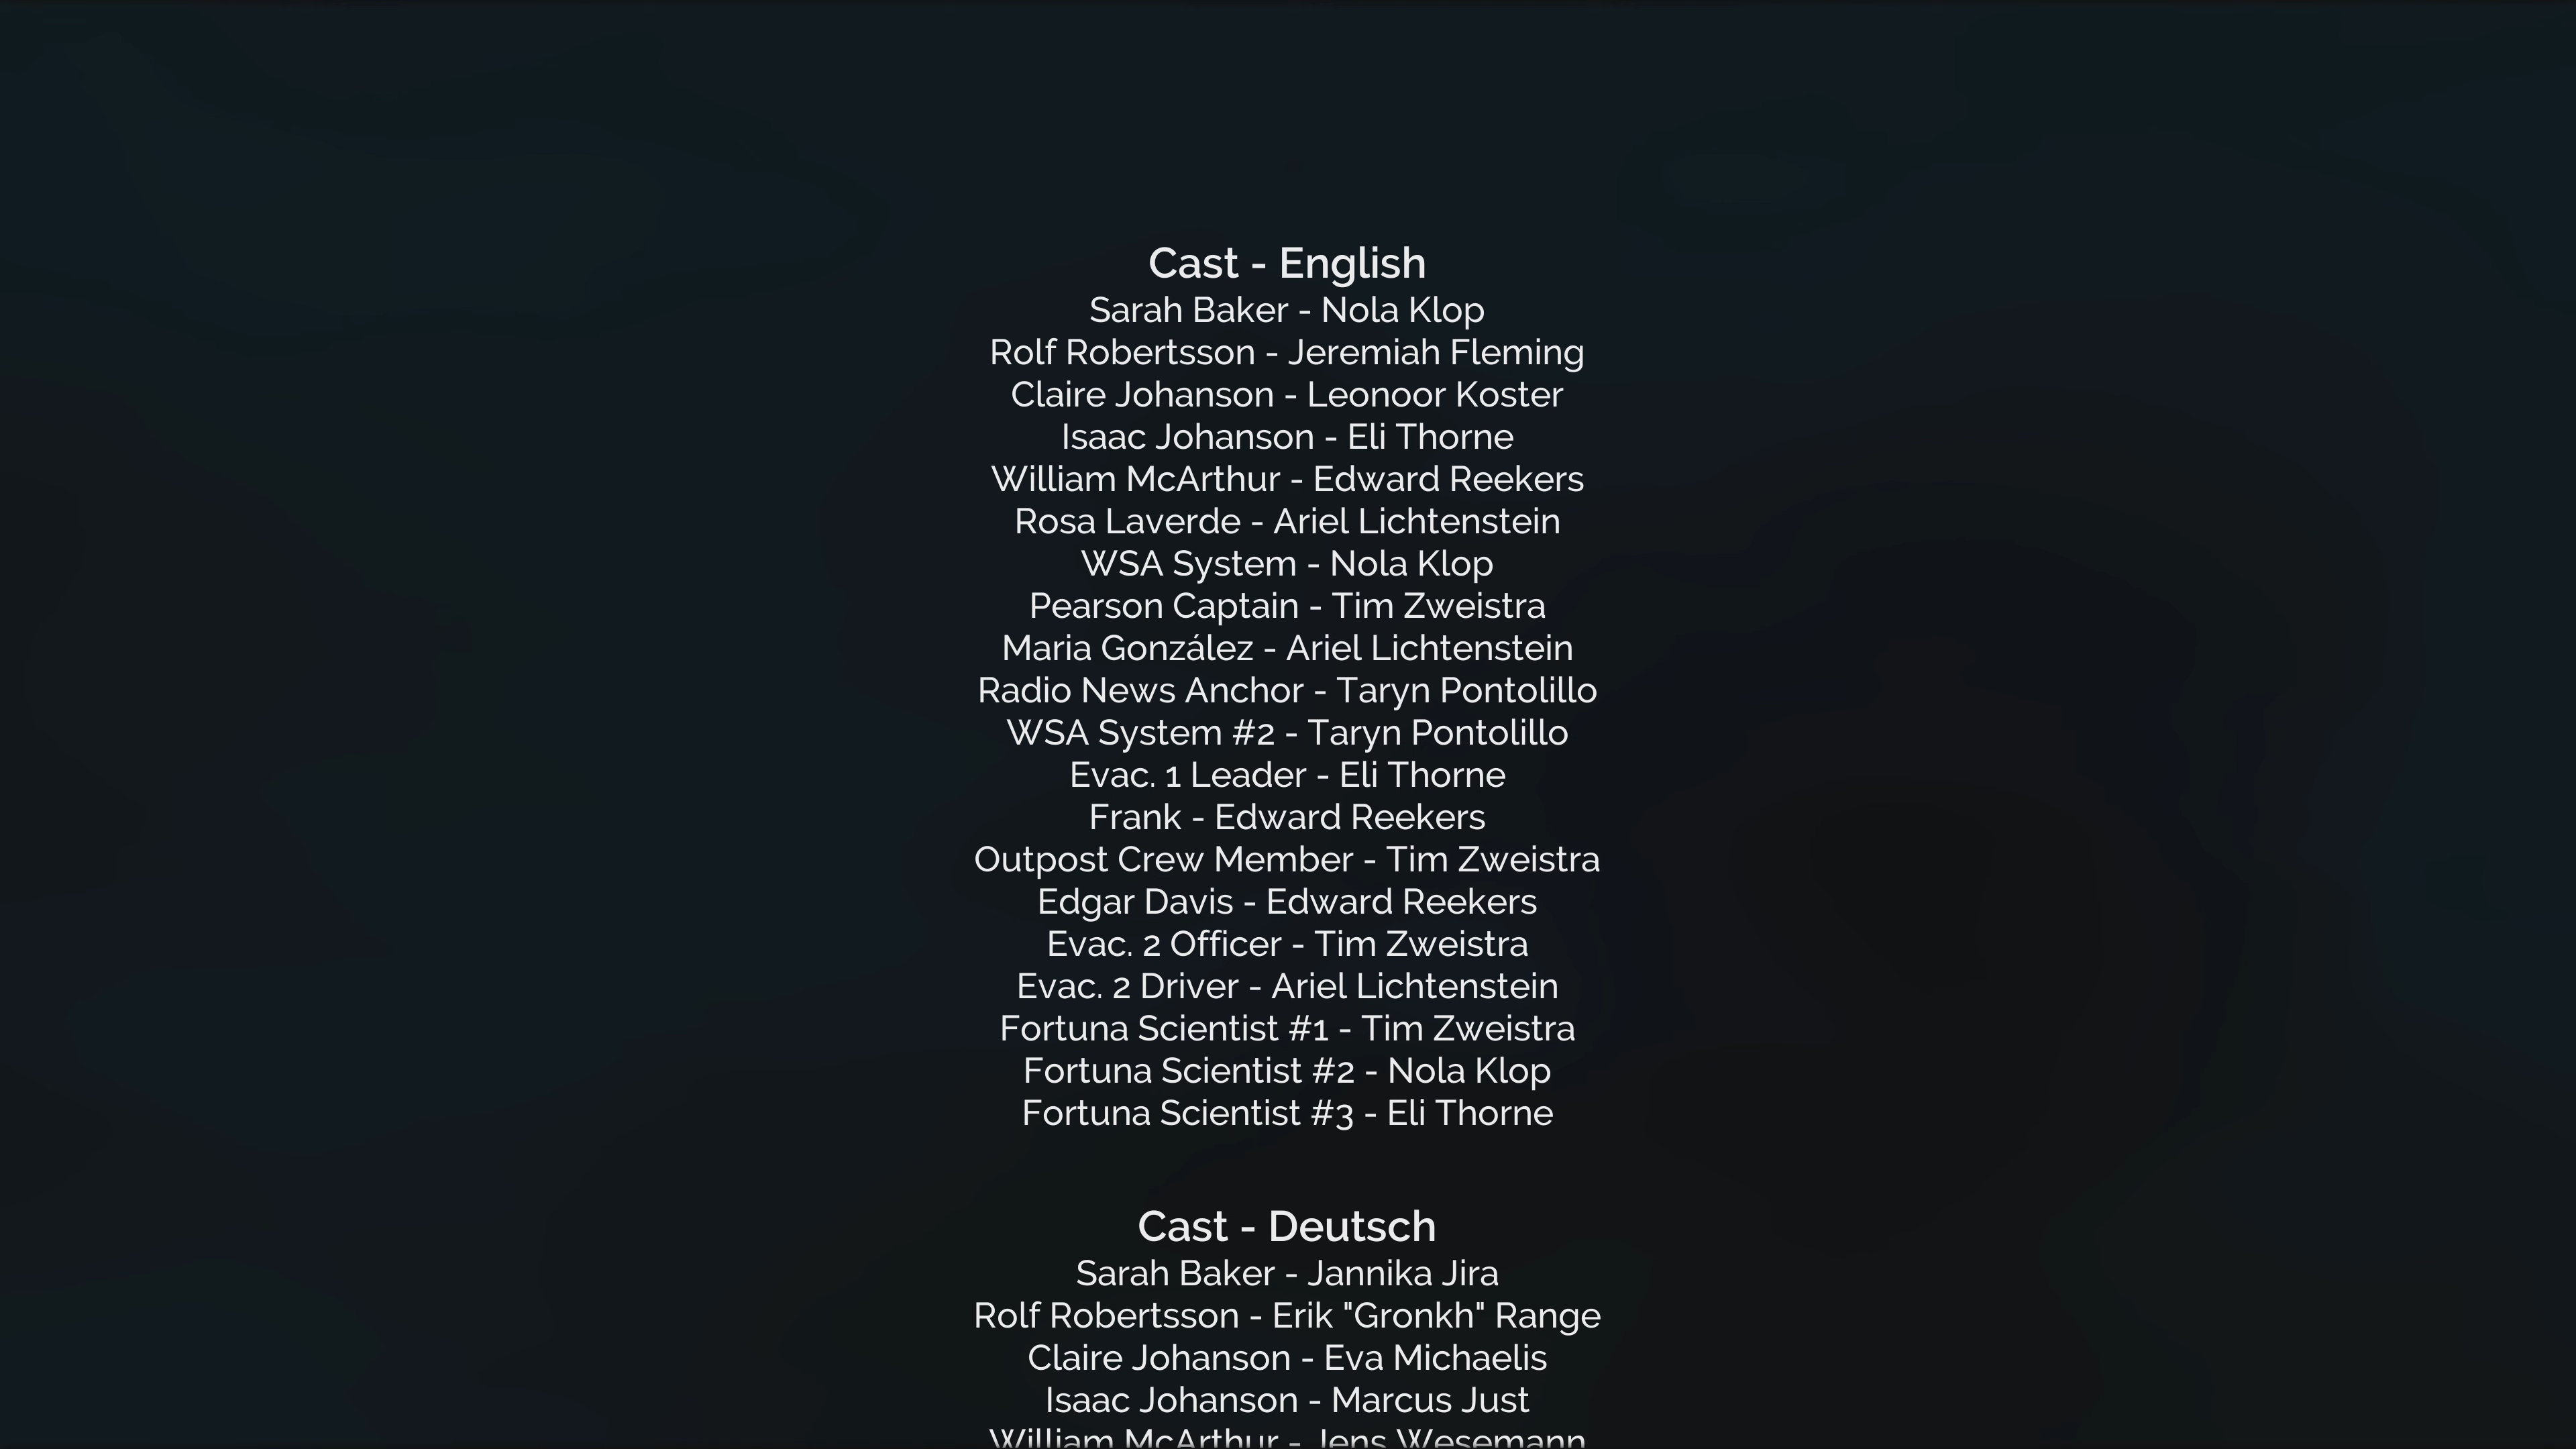 Cast - English
Sarah Baker - Nola Klop
Rolf Robertsson - Jeremiah Fleming
Claire Johanson - Leonoor Koster
Isaac Johanson - Eli Thorne
William McArthur - Edward Reekers
Rosa Laverde - Ariel Lichtenstein
WSA System - Nola Klop
Pearson Captain - Tim Zweistra
Maria González - Ariel Lichtenstein
Radio News Anchor - Taryn Pontolillo
WSA System #2 - Taryn Pontolillo
Evac. 1 Leader - Eli Thorne
Frank - Edward Reekers
Outpost Crew Member - Tim Zweistra
Edgar Davis - Edward Reekers
Evac. 2 Officer - Tim Zweistra
Evac. 2 Driver - Ariel Lichtenstein
Fortuna Scientist #1 - Tim Zweistra
Fortuna Scientist #2 - Nola Klop
Fortuna Scientist #3 - Eli Thorne
Cast - Deutsch
Sarah Baker - Jannika Jira
Rolf Robertsson - Erik "Gronkh" Range
Claire Johanson - Eva Michaelis
Isaac Johanson - Marcus Just
William McArthur - Jens Wesemann